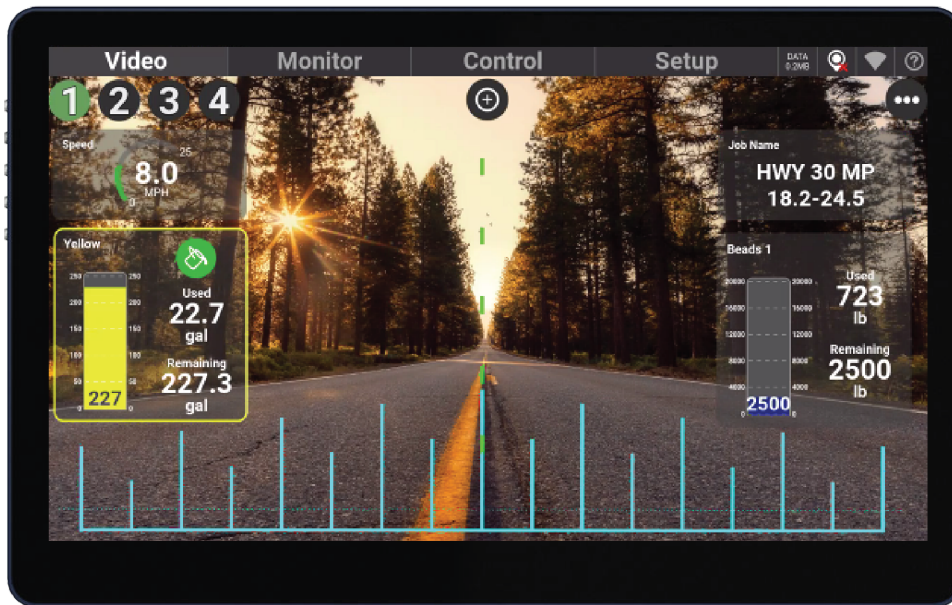 Video Monitor Control Setup DATA
0.2MB ?
1 2 3 4
Speed
25
8.0
MPH
0
Job Name
HWY 30 MP
18.2-24.5
Yellow
250 250
200 200
150 150
100 100
50 50
0 0
227
Used
22.7
gal
Remaining
227.3
gal
Beads 1
20000 20000
16000 16000
12000 12000
8000 8000
4000 4000
0 0
2500
Used
723
lb
Remaining
2500
lb